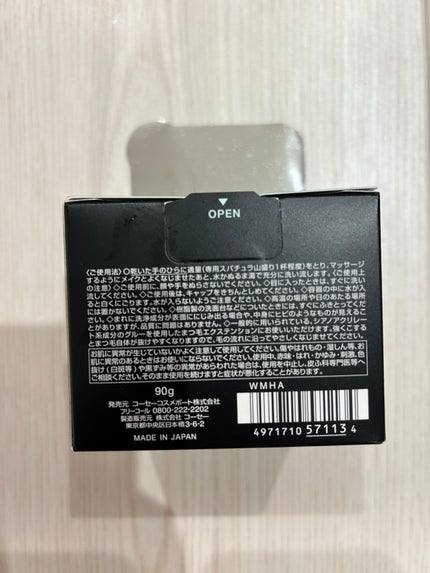 ▼
OPEN
〈ご使用法〉○乾いた手のひらに適量(専用スパチュラ山盛り1杯程度)をとり、マッサージ
するようにメイクとよくなじませたあと、水かぬるま湯で充分に洗い流します。〈ご使用上
の注意〉◇ご使用前に、顔や手をぬらさないでください。◇目に入ったときは、すぐに洗い
流してください。◇ご使用後は、キャップをきちんとしめてください。◇容器の中に水が入
ると白くにごります。水が入らないようご注意ください。◇高温の場所や日のあたる場所
には置かないでください。◇樹脂製の洗面台などについたときは、すぐにふきとってくだ
さい。◇まれに洗浄成分が表面ににじみ出る場合や、中身にヒビのようなものが見えるこ
とがありますが、品質に問題はありません。◇一般的に用いられている、シアノアクリレー
ト系成分のグルーを使用したまつ毛エクステンションにお使いいただけます。強くこする
とまつ毛自体が抜けやすくなりますので、毛の流れに沿ってやさしくなじませてください。
お肌に異常が生じていないかよく注意して使用してください。傷やはれもの・湿しん等、
お肌に異常のあるときはお使いにならないでください。使用中、赤味・はれ・かゆみ・刺激、色
抜け(白斑等)や黒ずみ等の異常があらわれた場合は、使用を中止し、皮ふ科専門医等へ
ご相談ください。そのまま使用を続けますと症状が悪化することがあります。
90g
WMHA
発売元 コーセーコスメポート株式会社
フリーコール 0800-222-2202
製造販売元 株式会社 コーセー
東京都中央区日本橋3-6-2
MADE IN JAPAN
4971710 57113 4